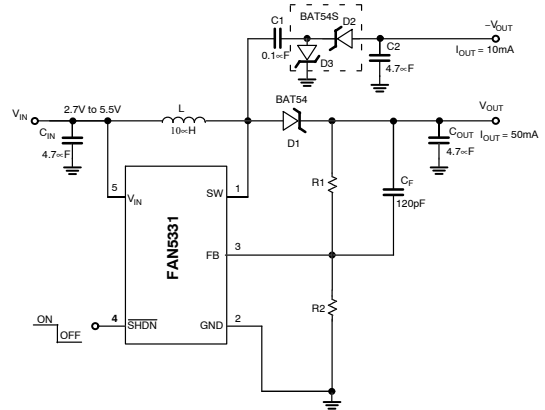 C1
BAT54S
D2
−VOUT
0.1∝F
D3
C2
4.7∝F
IOUT = 10mA
VIN
2.7V to 5.5V
L
10∝H
BAT54
D1
VOUT
CIN
4.7∝F
COUT
4.7∝F
IOUT = 50mA
R1
CF
120pF
5
VIN
SW
1
FAN5331
FB
3
R2
ON
OFF
4
SHDN
GND
2